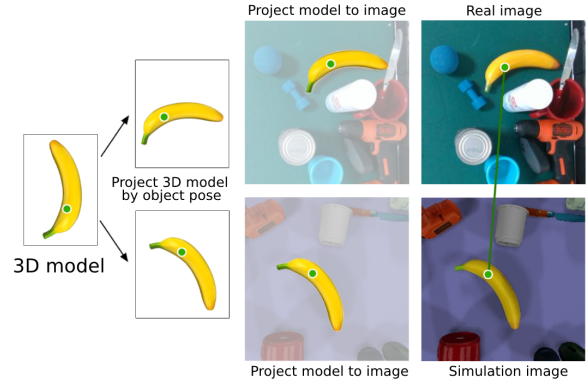 Project model to image
Real image
Project 3D model
by object pose
3D model
Project model to image
Simulation image